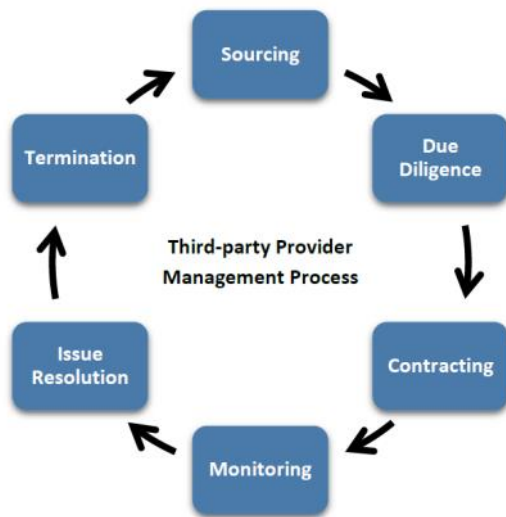 Sourcing
Due
Diligence
Contracting
Monitoring
Issue
Resolution
Termination
Third-party Provider
Management Process